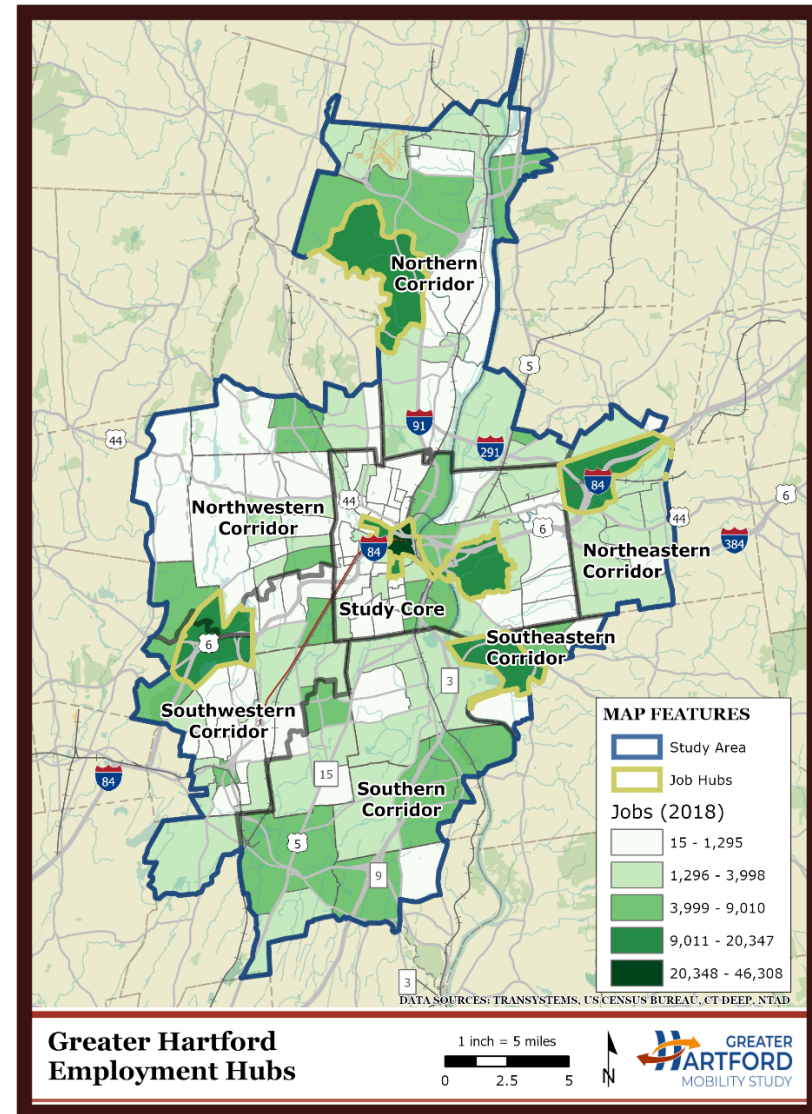 Northern
Corridor
5
44
91
291
84
6
44
Northwestern
Corridor
84
6
44
384
Northeastern
Corridor
Study Core
Southeastern
Corridor
6
3
Southwestern
Corridor
84
15
Southern
Corridor
5
9
3
MAP FEATURES
Study Area
Job Hubs
Jobs (2018)
15 - 1,295
1,296 - 3,998
3,999 - 9,010
9,011 - 20,347
20,348 - 46,308
DATA SOURCES: TRANSYSTEMS, US CENSUS BUREAU, CT DEEP, NTAD
Greater Hartford
Employment Hubs
1 inch = 5 miles
0 2.5 5
N
GREATER
HARTFORD
MOBILITY STUDY